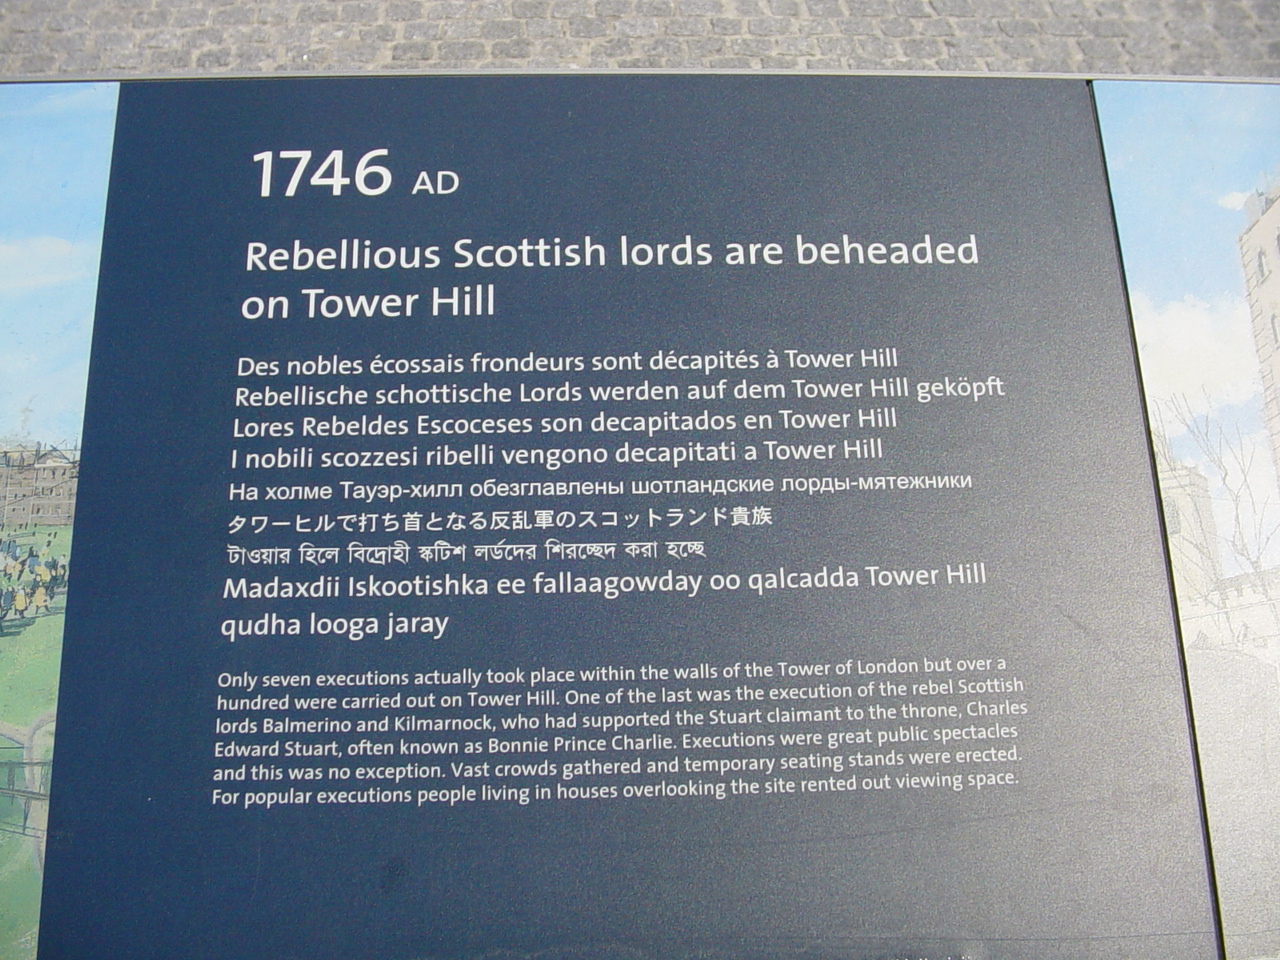 1746 AD
Rebellious Scottish lords are beheaded
on Tower Hill
Des nobles écossais frondeurs sont décapités à Tower Hill
Rebellische schottische Lords werden auf dem Tower Hill geköpft
Lores Rebeldes Escoceses son decapitados en Tower Hill
I nobili scozzesi ribelli vengono decapitati a Tower Hill
На холме Тауэр-хилл обезглавлены шотландские лорды-мятежники
タワーヒルで打ち首となる反乱軍のスコットランド貴族
টাওয়ার হিলে বিদ্রোহী স্কটিশ লর্ডদের শিরচ্ছেদ করা হচ্ছে
Madaxdii Iskootishka ee fallaagowday oo qalcadda Tower Hill
qudha looga jaray
Only seven executions actually took place within the walls of the Tower of London but over a
hundred were carried out on Tower Hill. One of the last was the execution of the rebel Scottish
lords Balmerino and Kilmarnock, who had supported the Stuart claimant to the throne, Charles
Edward Stuart, often known as Bonnie Prince Charlie. Executions were great public spectacles
and this was no exception. Vast crowds gathered and temporary seating stands were erected.
For popular executions people living in houses overlooking the site rented out viewing space.